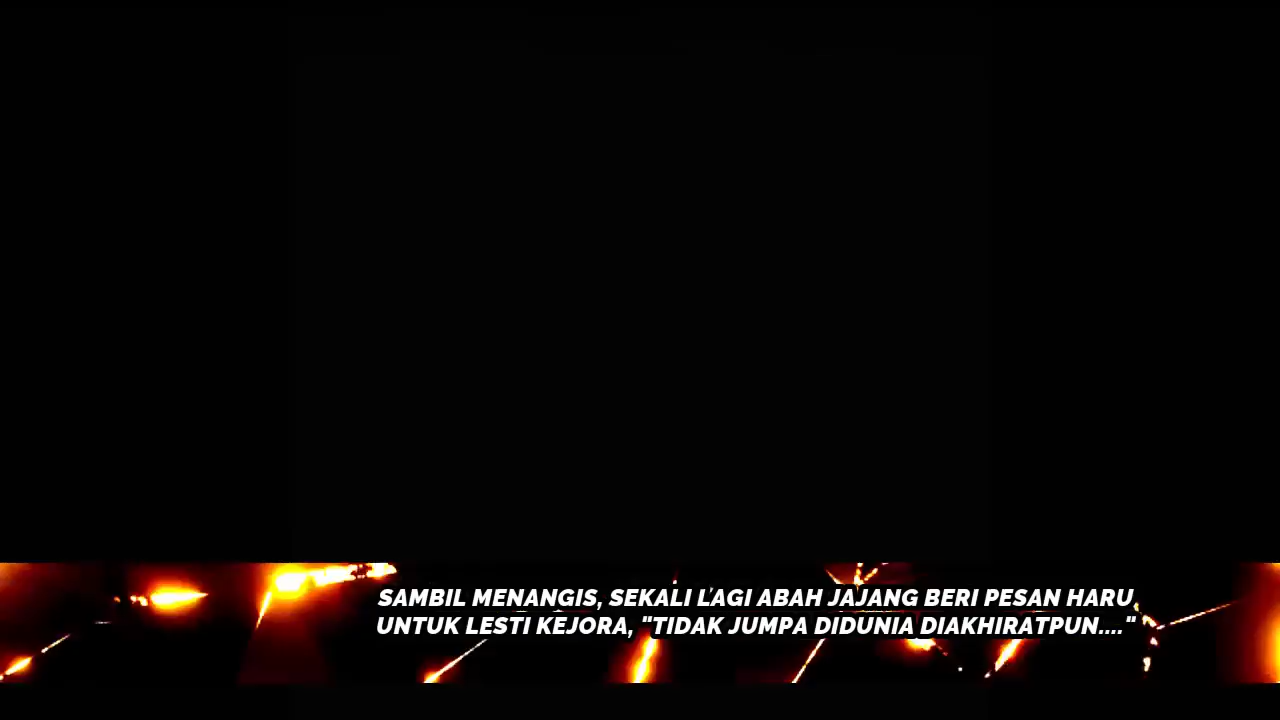 SAMBIL MENANGIS, SEKALI LAGI ABAH JAJANG BERI PESAN HARU
UNTUK LESTI KEJORA, "TIDAK JUMPA DIDUNIA DIAKHIRATPUN...."